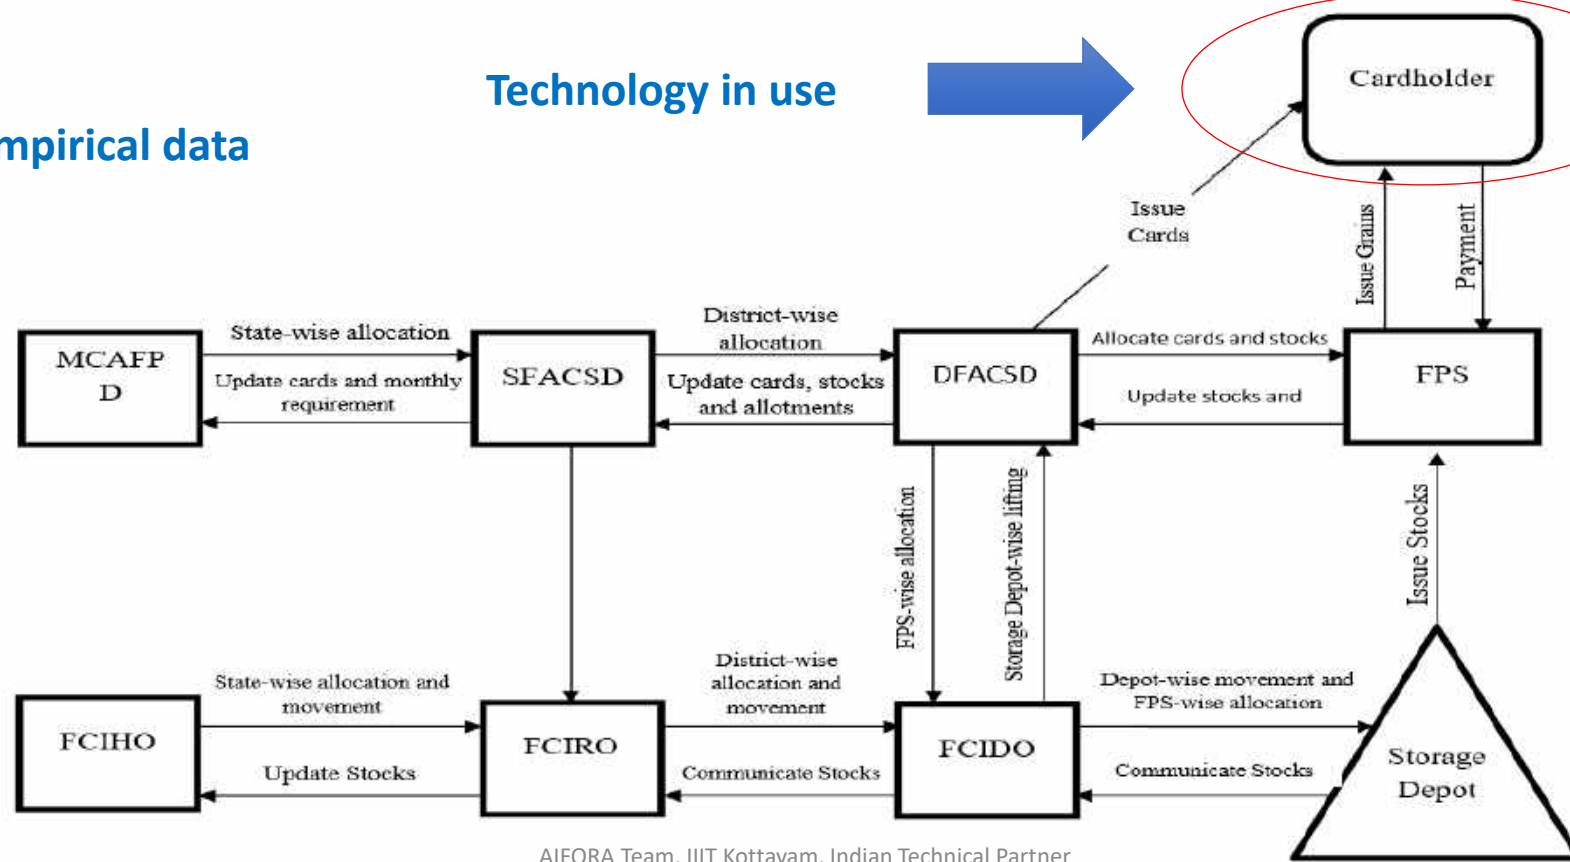 Technology in use
mpirical data
Cardholder
Issue
Cards
Issue Grains
Payment
MCAFP
D
State-wise allocation
Update cards and monthly
requirement
SFACSD
District-wise
allocation
Update cards, stocks
and allotments
DFACSD
Allocate cards and stocks
Update stocks and
FPS
FPS-wise allocation
Storage Depot-wise lifting
Issue Stocks
FCIHO
State-wise allocation and
movement
Update Stocks
FCIRO
District-wise
allocation and
movement
Communicate Stocks
FCIDO
Depot-wise movement and
FPS-wise allocation
Communicate Stocks
Storage
Depot
AIFORA Team, IIIT Kottayam, Indian Technical Partner